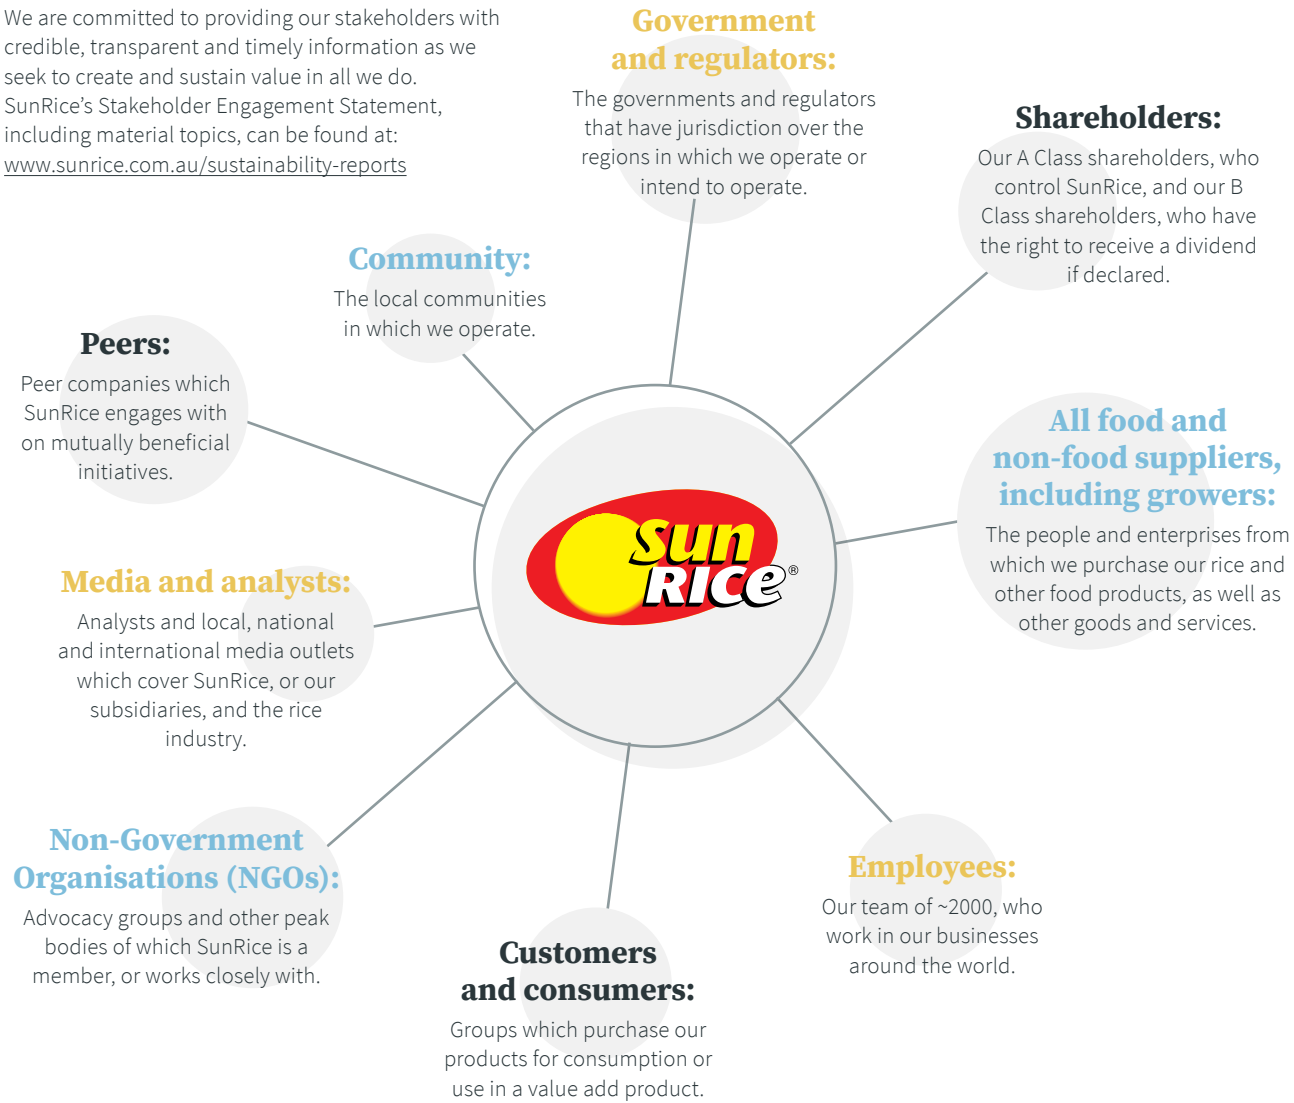 We are committed to providing our stakeholders with
credible, transparent and timely information as we
seek to create and sustain value in all we do.
SunRice’s Stakeholder Engagement Statement,
including material topics, can be found at:
www.sunrice.com.au/sustainability-reports
Government
and regulators:
The governments and regulators
that have jurisdiction over the
regions in which we operate or
intend to operate.
Shareholders:
Our A Class shareholders, who
control SunRice, and our B
Class shareholders, who have
the right to receive a dividend
if declared.
Community:
The local communities
in which we operate.
Peers:
Peer companies which
SunRice engages with
on mutually beneficial
initiatives.
All food and
non-food suppliers,
including growers:
The people and enterprises from
which we purchase our rice and
other food products, as well as
other goods and services.
sun
RICe®
Media and analysts:
Analysts and local, national
and international media outlets
which cover SunRice, or our
subsidiaries, and the rice
industry.
Non-Government
Organisations (NGOs):
Advocacy groups and other peak
bodies of which SunRice is a
member, or works closely with.
Customers
and consumers:
Groups which purchase our
products for consumption or
use in a value add product.
Employees:
Our team of ~2000, who
work in our businesses
around the world.